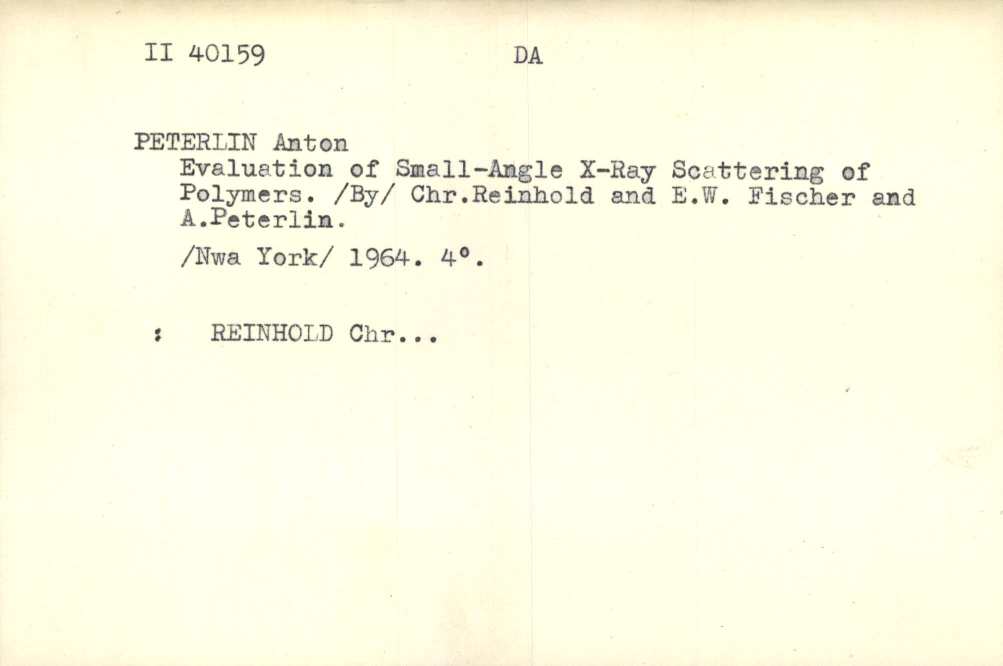 II 40159 DA
PETERLIN Anton
Evaluation of Small-Angle X-Ray Scattering of
Polymers. /By/ Chr.Reinhold and E.W. Fischer and
A.Peterlin.
/Nwa York/ 1964. 4°.
: REINHOLD Chr...